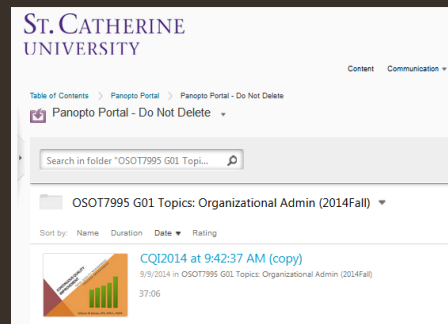 ST. CATHERINE
UNIVERSITY
Content Communication
Table of Contents > Panopto Portal > Panopto Portal - Do Not Delete
Panopto Portal - Do Not Delete
Search in folder "OSOT7995 G01 Topi...
OSOT7995 G01 Topics: Organizational Admin (2014Fall)
Sort by: Name Duration Date Rating
CQI2014 at 9:42:37 AM (copy)
9/9/2014 in OSOT7995 G01 Topics: Organizational Admin (2014Fall)
CONTINUOUS QUALITY
IMPROVEMENT
37:06